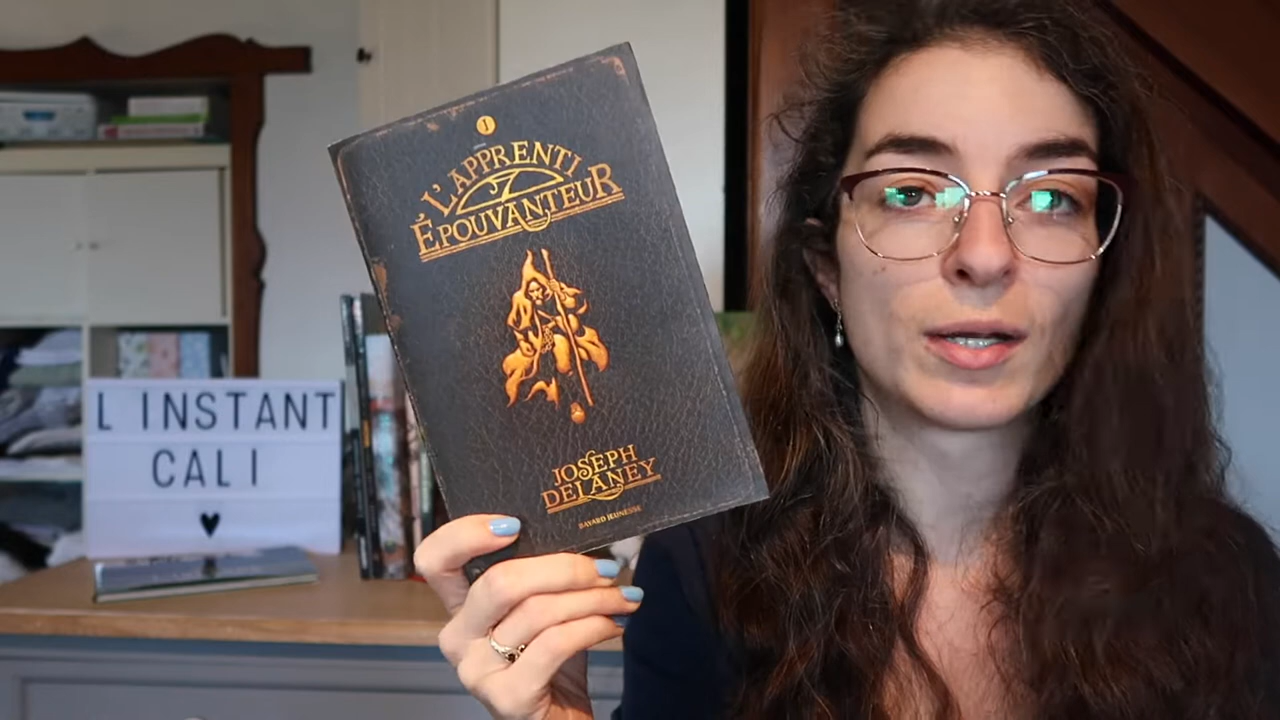 L INSTANT
CALI
♥
1
L'APPRENTI
ÉPOUVANTEUR
JOSEPH
DELANEY
BAYARD JEUNESSE